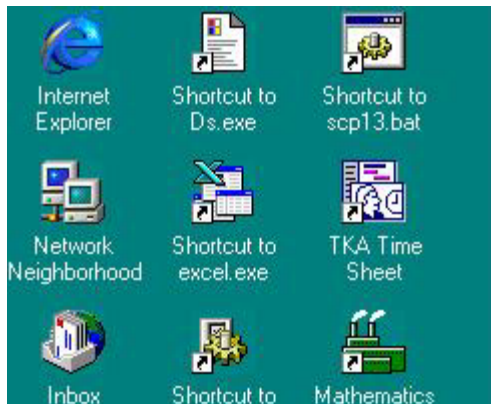 Internet
Explorer
Shortcut to
Ds.exe
Shortcut to
scp13.bat
Network
Neighborhood
Shortcut to
excel.exe
TKA Time
Sheet
Inbox
Shortcut to
Mathematics